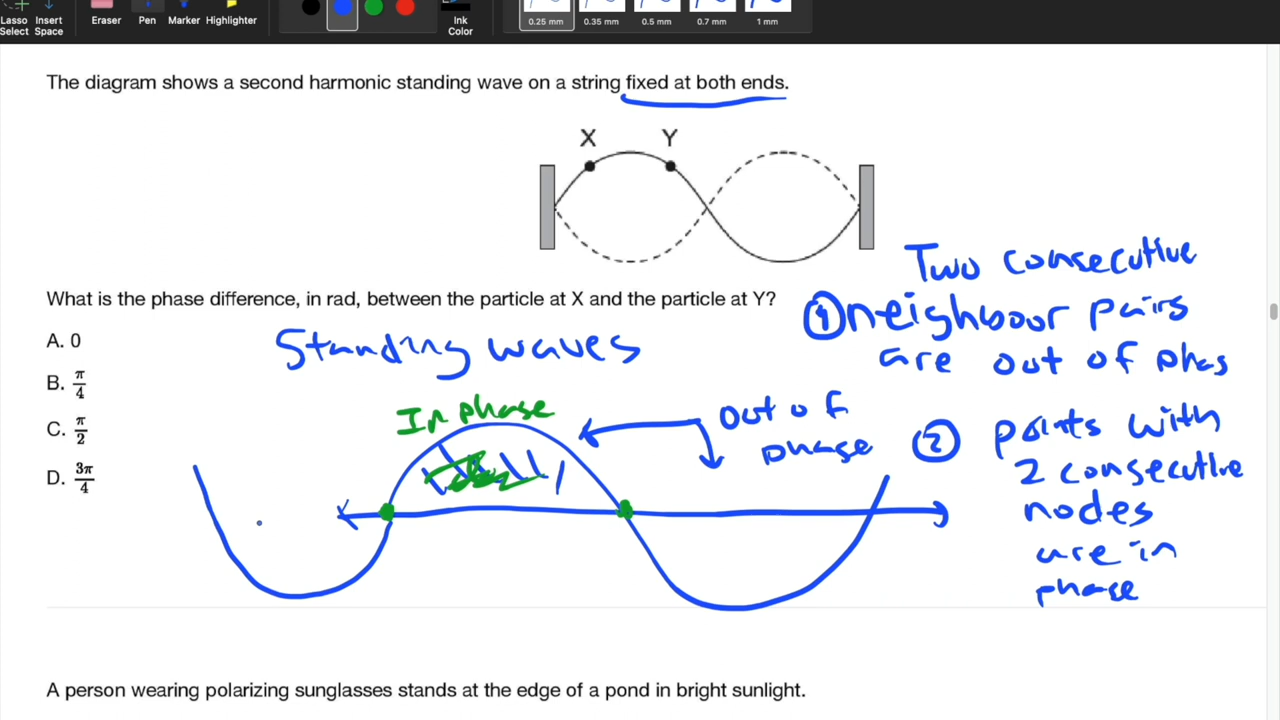 Lasso
Select
Insert
Space
Eraser
Pen
Marker
Highlighter
Ink
Color
0.25 mm
0.35 mm
0.5 mm
0.7 mm
1 mm
The diagram shows a second harmonic standing wave on a string fixed at both ends.
X Y
What is the phase difference, in rad, between the particle at X and the particle at Y?
A. 0
B. π/4
C. π/2
D. 3π/4
Standing waves
In phase
out of
phase
Two consecutive
① neighbour pairs
are out of phas
② points with
2 consecutive
nodes
are in
phase
A person wearing polarizing sunglasses stands at the edge of a pond in bright sunlight.